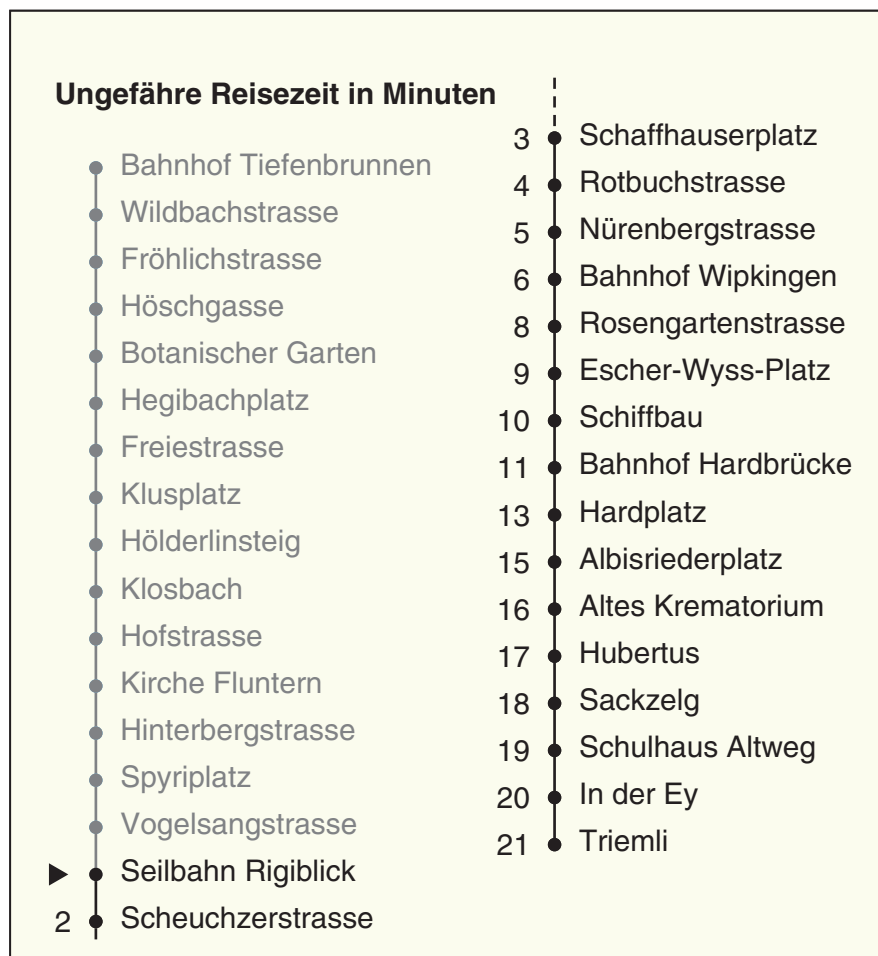 Ungefähre Reisezeit in Minuten
Bahnhof Tiefenbrunnen
Wildbachstrasse
Fröhlichstrasse
Höschgasse
Botanischer Garten
Hegibachplatz
Freiestrasse
Klusplatz
Hölderlinsteig
Klosbach
Hofstrasse
Kirche Fluntern
Hinterbergstrasse
Spyriplatz
Vogelsangstrasse
Seilbahn Rigiblick
2 Scheuchzerstrasse
3 Schaffhauserplatz
4 Rotbuchstrasse
5 Nürenbergstrasse
6 Bahnhof Wipkingen
8 Rosengartenstrasse
9 Escher-Wyss-Platz
10 Schiffbau
11 Bahnhof Hardbrücke
13 Hardplatz
15 Albisriederplatz
16 Altes Krematorium
17 Hubertus
18 Sackzelg
19 Schulhaus Altweg
20 In der Ey
21 Triemli